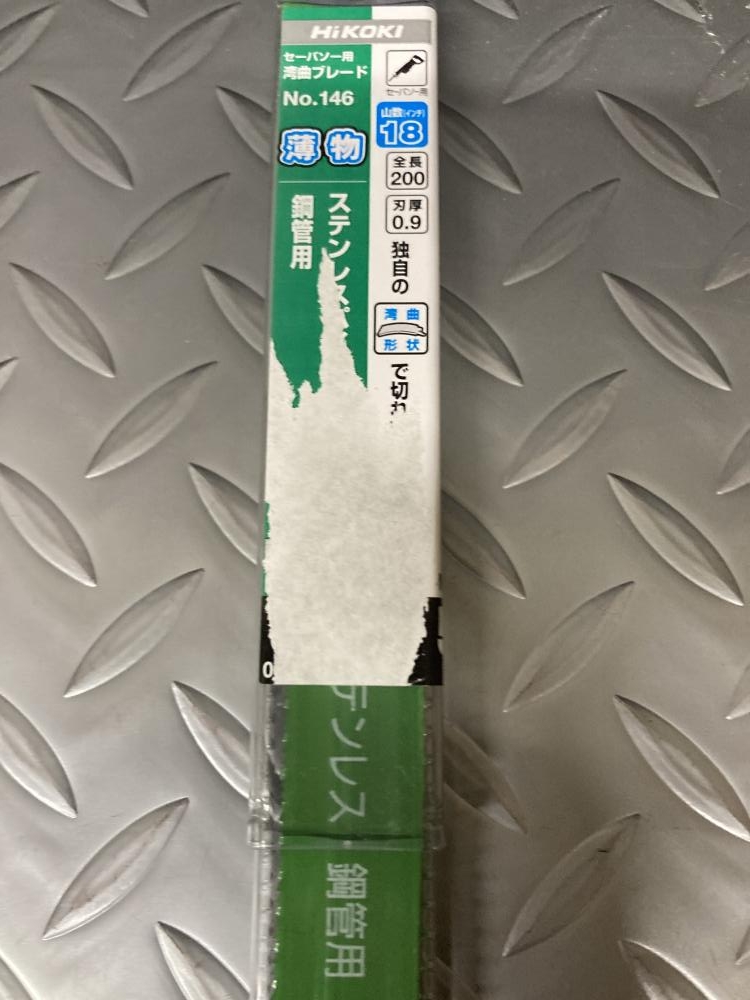 HiKOKI
セーバソー用
湾曲ブレード
No.146
薄物
ステンレス
鋼管用
セーバソー用
山数(インチ)
18
全長
200
刃厚
0.9
独自の
湾曲
形状
で切れ
0
テンレス
鋼管用